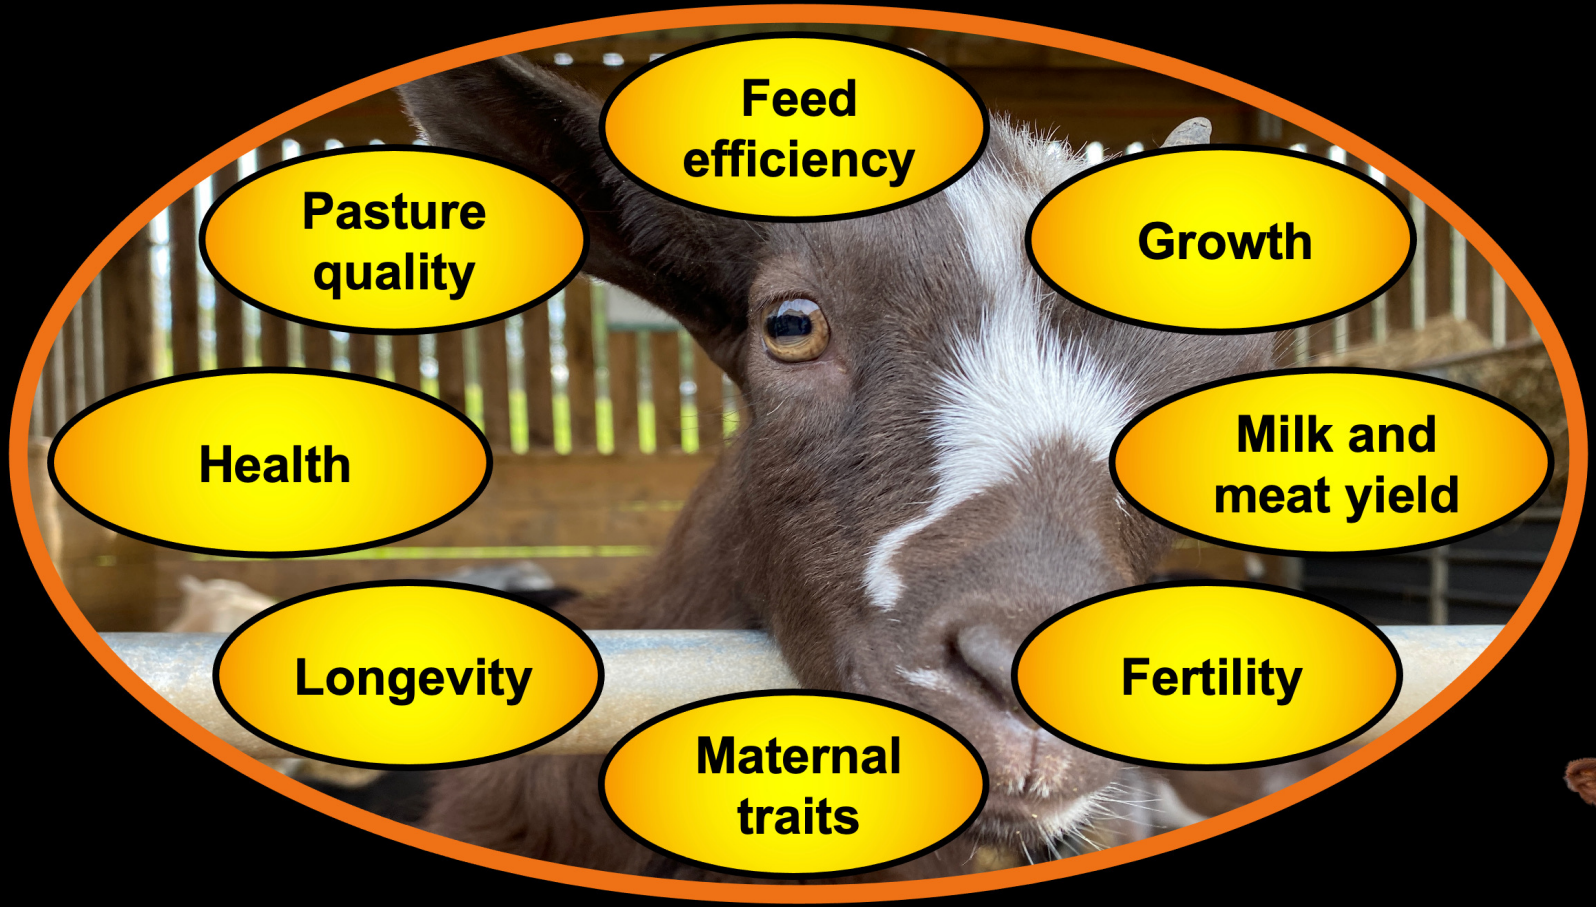 Feed
efficiency
Pasture
quality
Growth
Health
Milk and
meat yield
Longevity
Fertility
Maternal
traits